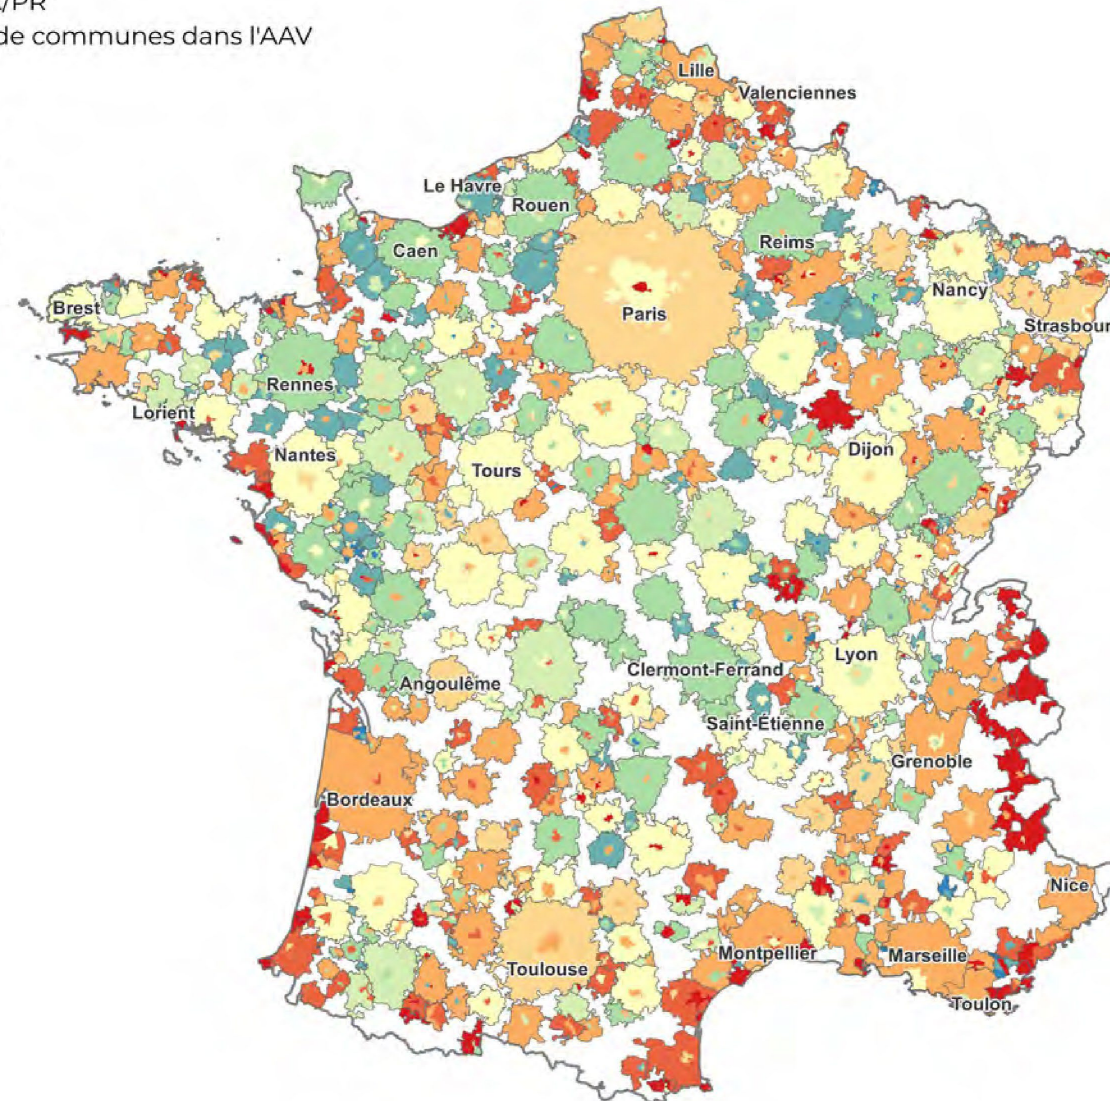 /PR
de communes dans l'AAV
Lille
Valenciennes
Le Havre
Rouen
Caen
Reims
Brest
Paris
Nancy
Strasbour
Rennes
Lorient
Nantes
Tours
Dijon
Angoulême
Clermont-Ferrand
Lyon
Saint-Étienne
Grenoble
Bordeaux
Nice
Toulouse
Montpellier
Marseille
Toulon